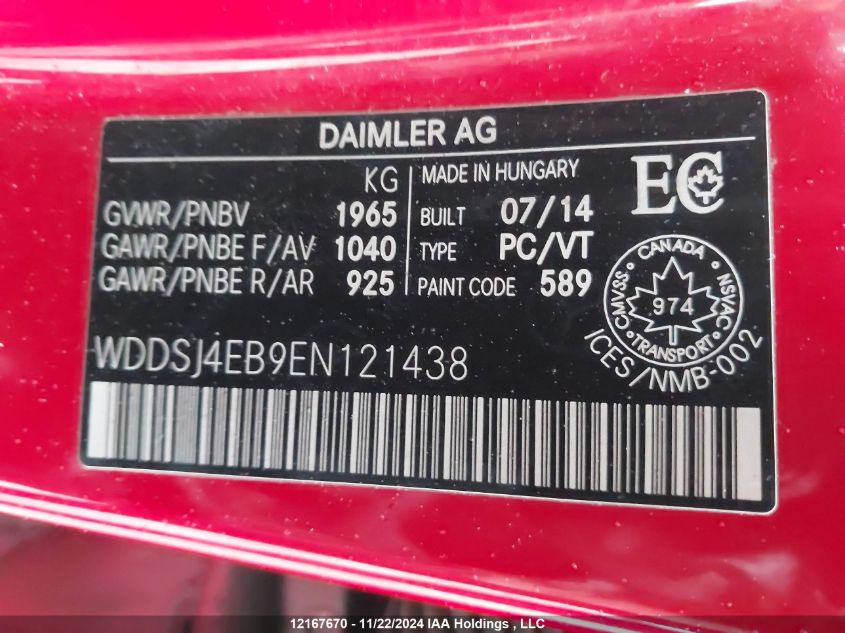 DAIMLER AG
KG
GVWR/PNBV 1965
GAWR/PNBE F/AV 1040
GAWR/PNBE R/AR 925
MADE IN HUNGARY
BUILT 07/14
TYPE PC/VT
PAINT CODE 589
EC
CANADA
CMVSS 974 NSVAC
TRANSPORT
ICES/NMB-002
WDDSJ4EB9EN121438
12167670 - 11/22/2024 IAA Holdings , LLC